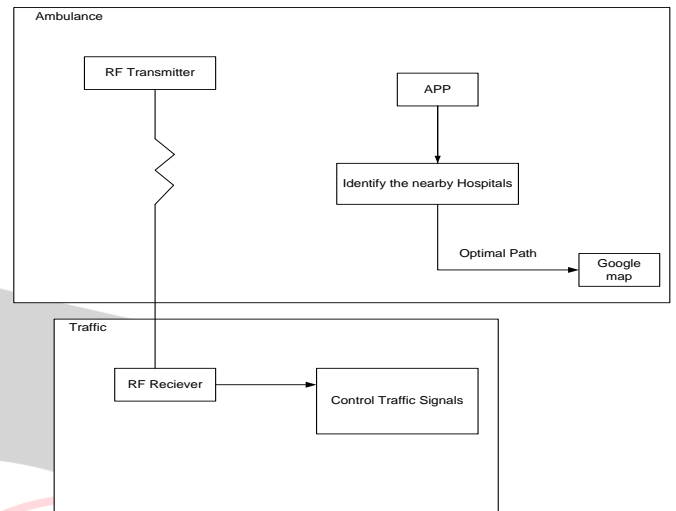 Ambulance
RF Transmitter
APP
Identify the nearby Hospitals
Optimal Path
Google
map
Traffic
RF Reciever
Control Traffic Signals